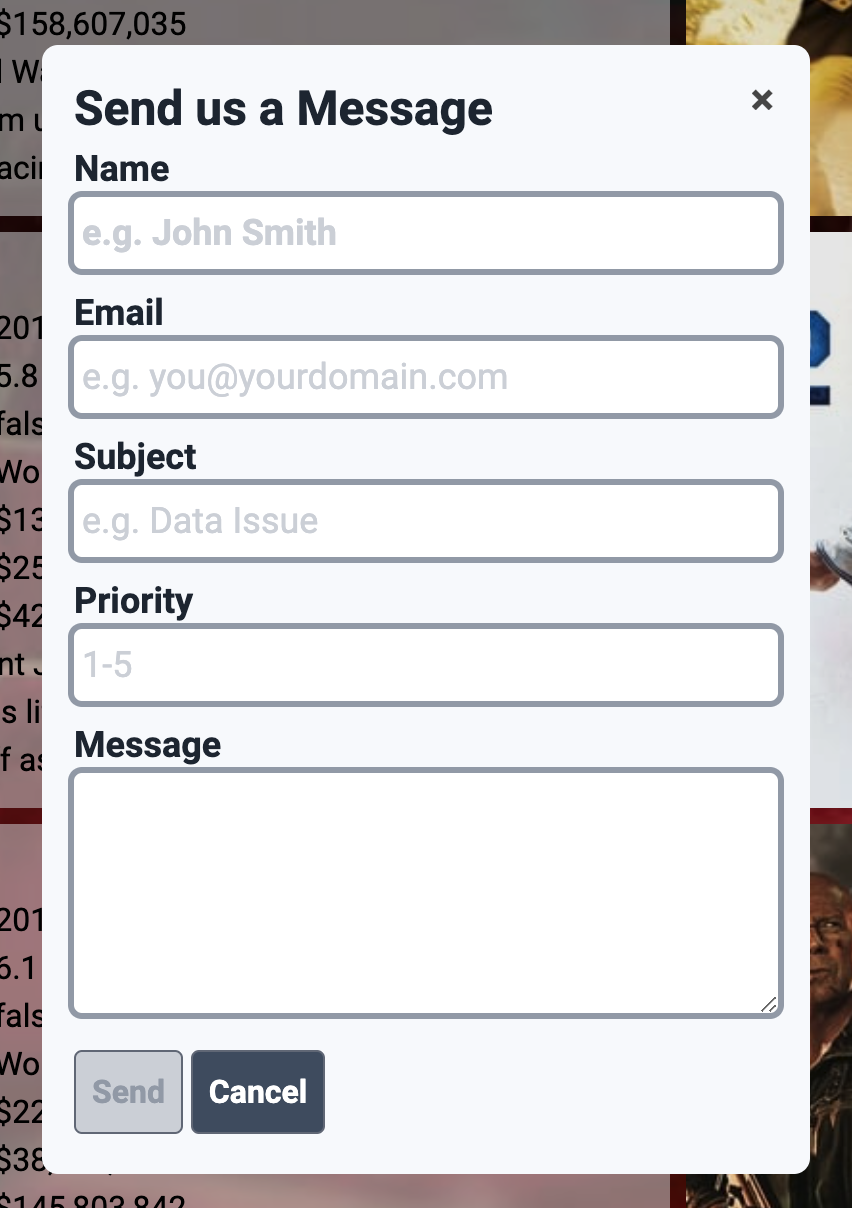 $158,607,035
Send us a Message
×
Name
e.g. John Smith
Email
e.g. you@yourdomain.com
Subject
e.g. Data Issue
Priority
1-5
Message
Send
Cancel
201
5.8
fals
Wo
$13
$25
$42
nt J
s li
f as
201
6.1
fals
Wo
$22
$38,
$145,803,842